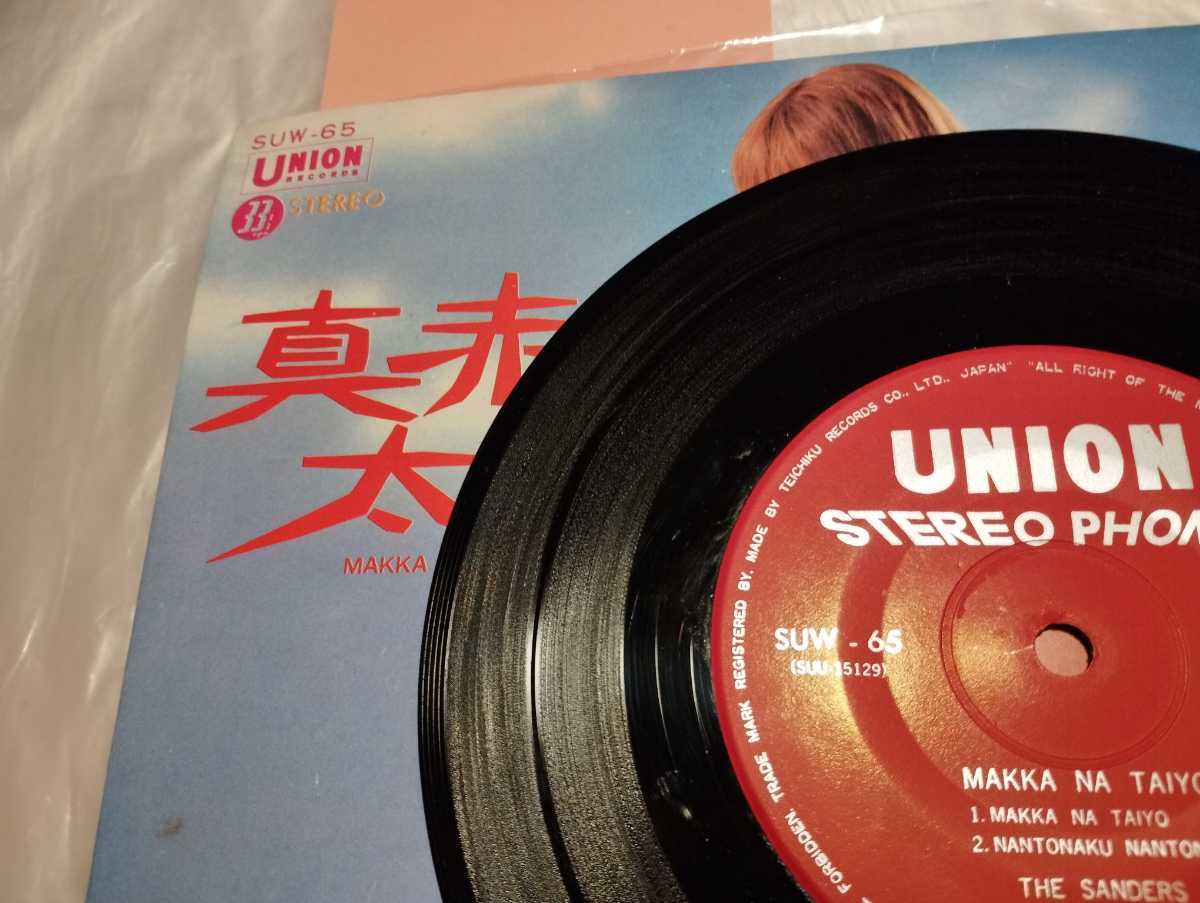 SUW-65
UNION
RECORDS
33⅓
STEREO
真赤
太
MAKKA
FORBIDDEN. TRADE MARK REGISTERED BY. MADE BY TEICHIKU RECORDS CO., LTD., JAPAN" "ALL RIGHT OF THE
UNION
STEREO PHON
SUW - 65
(SUU-15129)
MAKKA NA TAIYO
1. MAKKA NA TAIYO
2. NANTONAKU NANTON
THE SANDERS